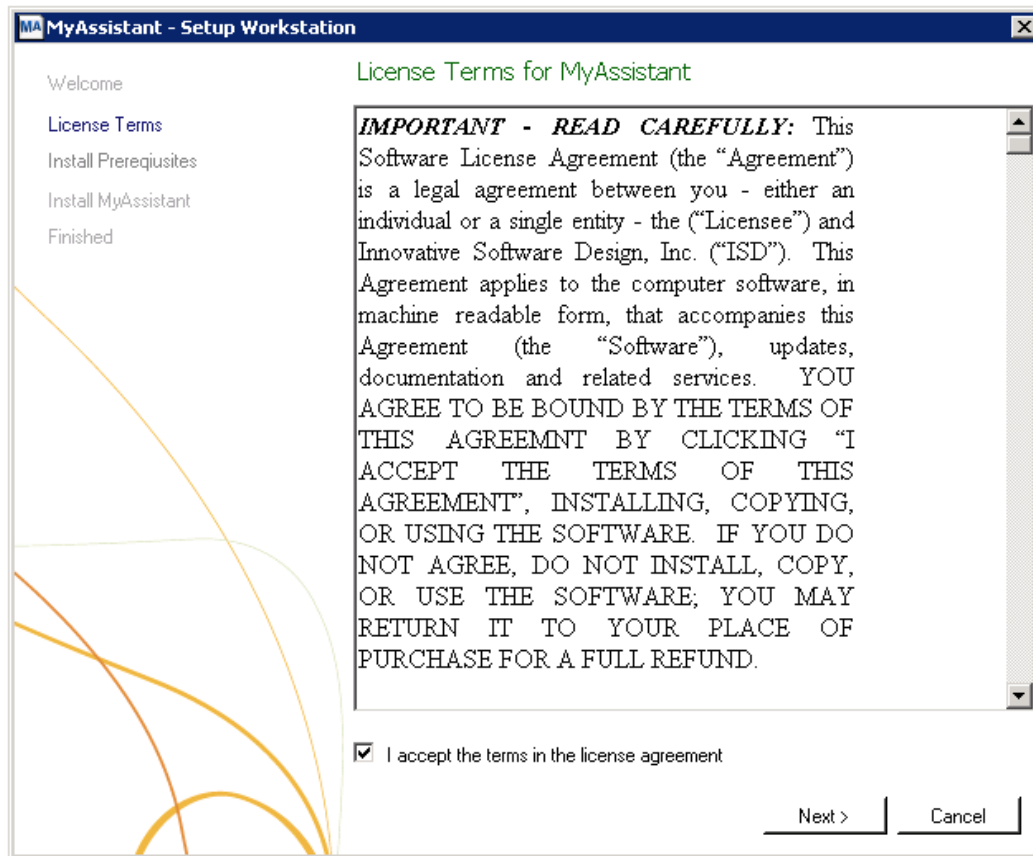 MA MyAssistant - Setup Workstation
Welcome
License Terms
Install Prereqiusites
Install MyAssistant
Finished
License Terms for MyAssistant
IMPORTANT - READ CAREFULLY: This
Software License Agreement (the “Agreement”)
is a legal agreement between you - either an
individual or a single entity - the (“Licensee”) and
Innovative Software Design, Inc. (“ISD”). This
Agreement applies to the computer software, in
machine readable form, that accompanies this
Agreement (the “Software”), updates,
documentation and related services. YOU
AGREE TO BE BOUND BY THE TERMS OF
THIS AGREEMNT BY CLICKING “I
ACCEPT THE TERMS OF THIS
AGREEMENT”, INSTALLING, COPYING,
OR USING THE SOFTWARE. IF YOU DO
NOT AGREE, DO NOT INSTALL, COPY,
OR USE THE SOFTWARE; YOU MAY
RETURN IT TO YOUR PLACE OF
PURCHASE FOR A FULL REFUND.
I accept the terms in the license agreement
Next >
Cancel